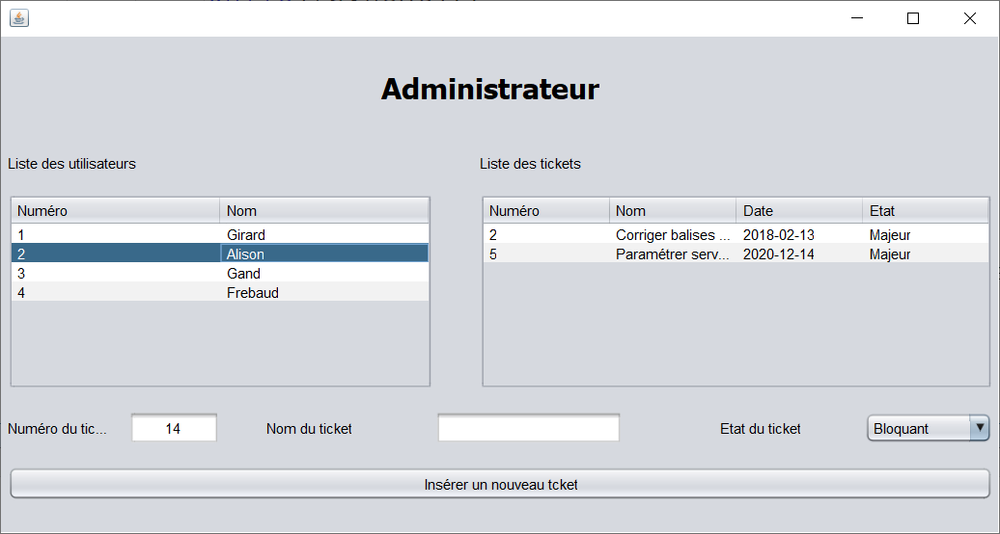 Administrateur
Liste des utilisateurs
Liste des tickets
Numéro Nom
1 Girard
2 Alison
3 Gand
4 Frebaud
Numéro Nom Date Etat
2 Corriger balises ... 2018-02-13 Majeur
5 Paramétrer serv... 2020-12-14 Majeur
Numéro du tic... 14 Nom du ticket Etat du ticket Bloquant
Insérer un nouveau tcket